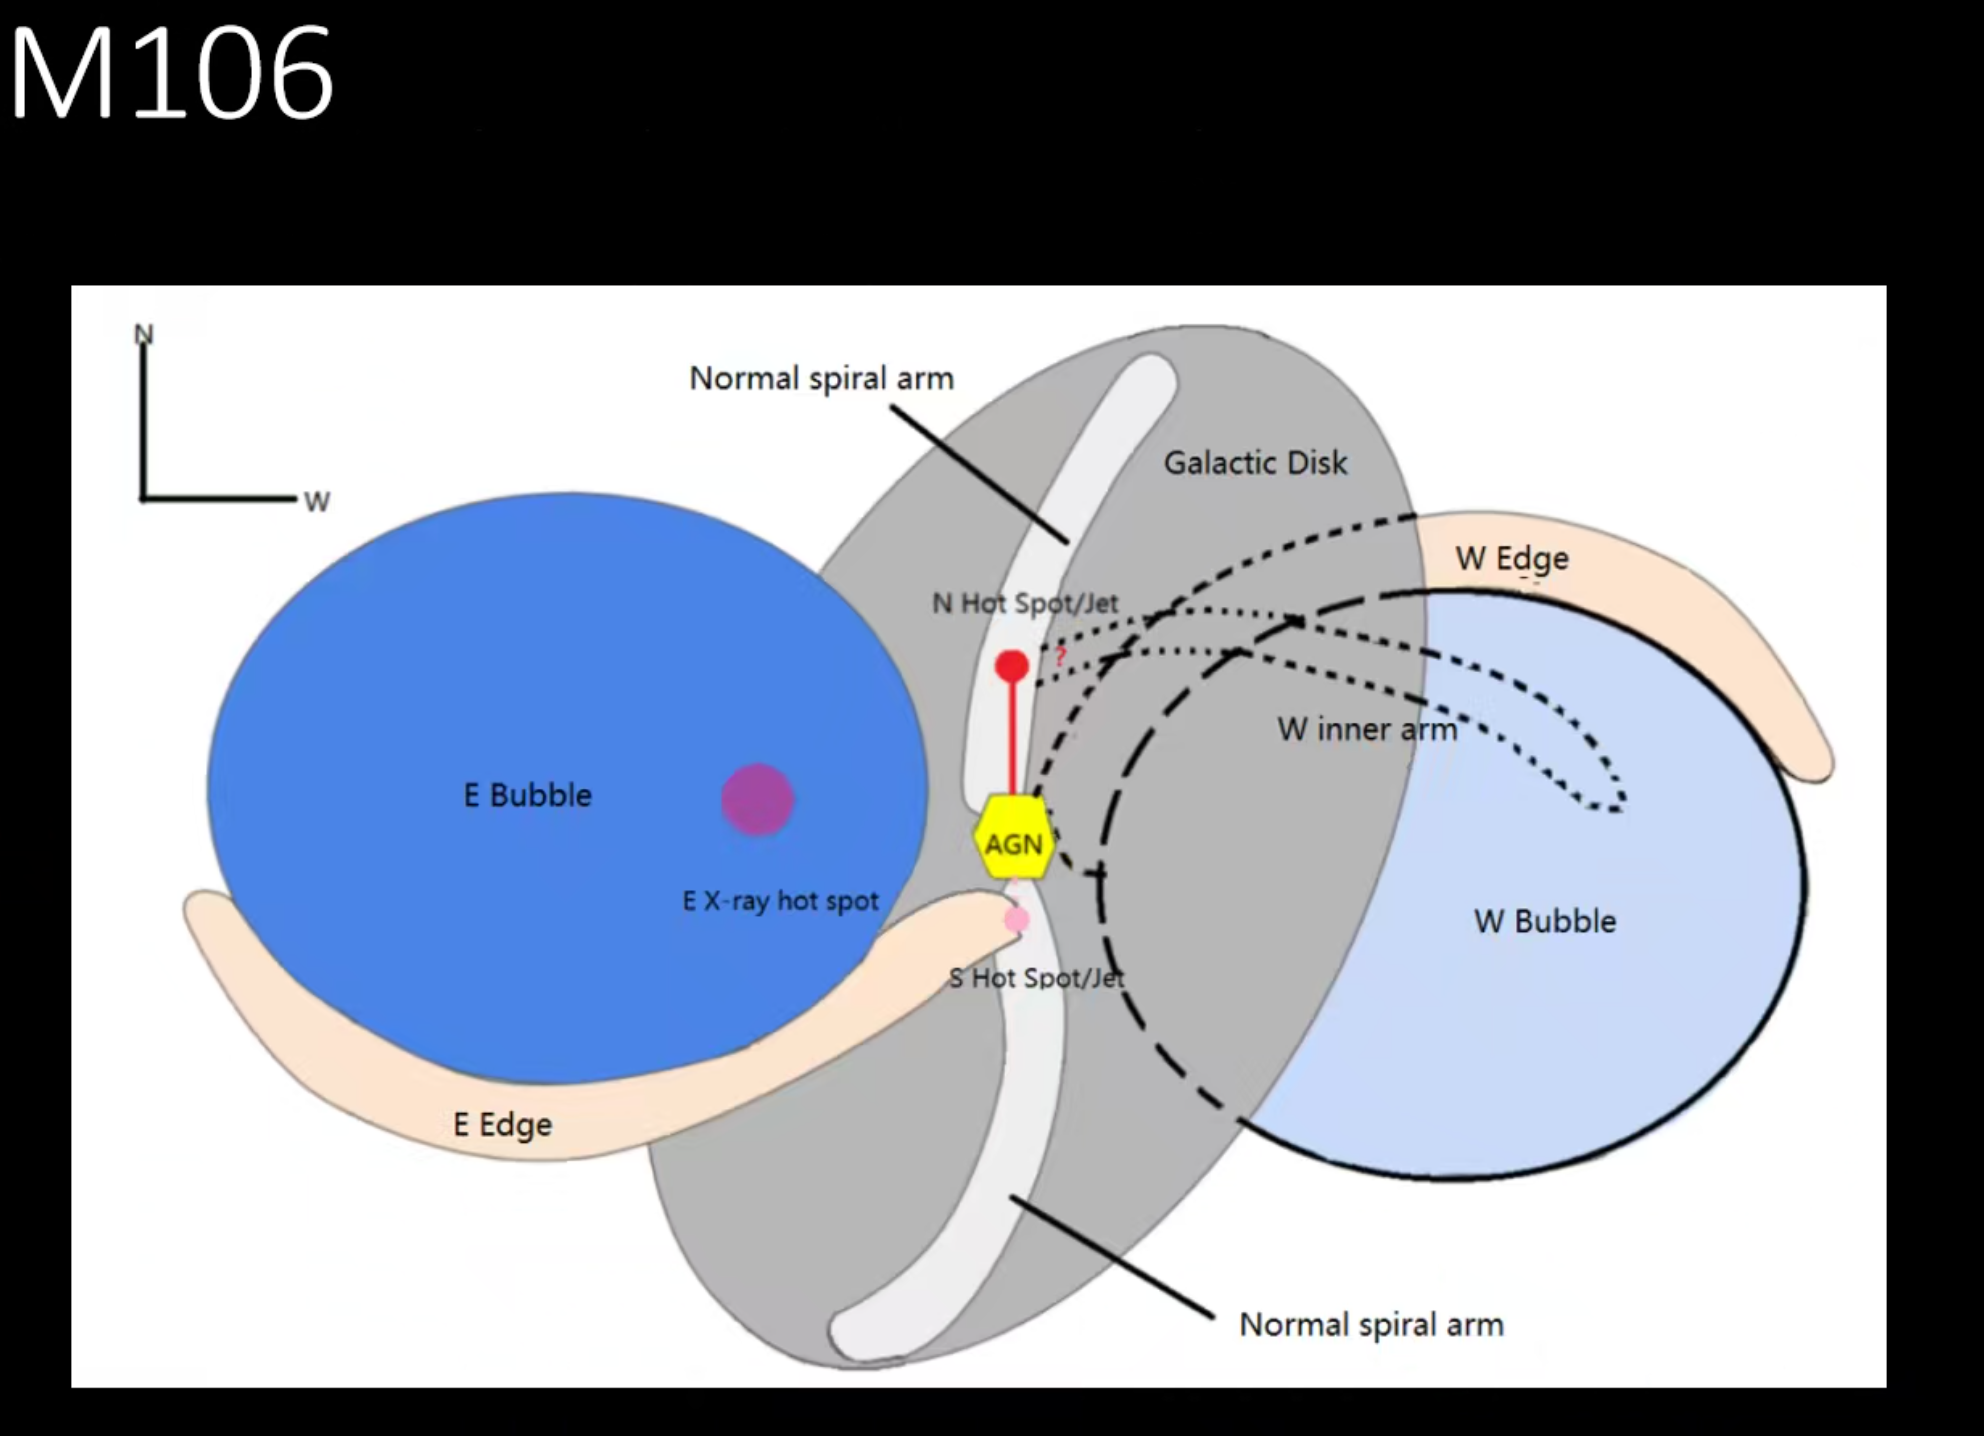 M106
N
W
Normal spiral arm
Galactic Disk
W Edge
N Hot Spot/Jet
?
W inner arm
E Bubble
AGN
E X-ray hot spot
W Bubble
S Hot Spot/Jet
E Edge
Normal spiral arm